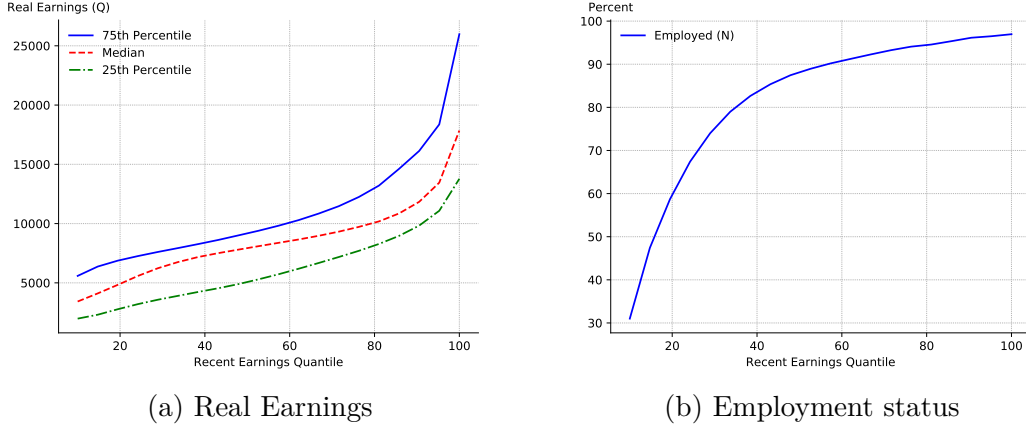 Real Earnings (Q)
75th Percentile
Median
25th Percentile
25000
20000
15000
10000
5000
20 40 60 80 100
Recent Earnings Quantile
(a) Real Earnings
Percent
Employed (N)
100
90
80
70
60
50
40
30
20 40 60 80 100
Recent Earnings Quantile
(b) Employment status